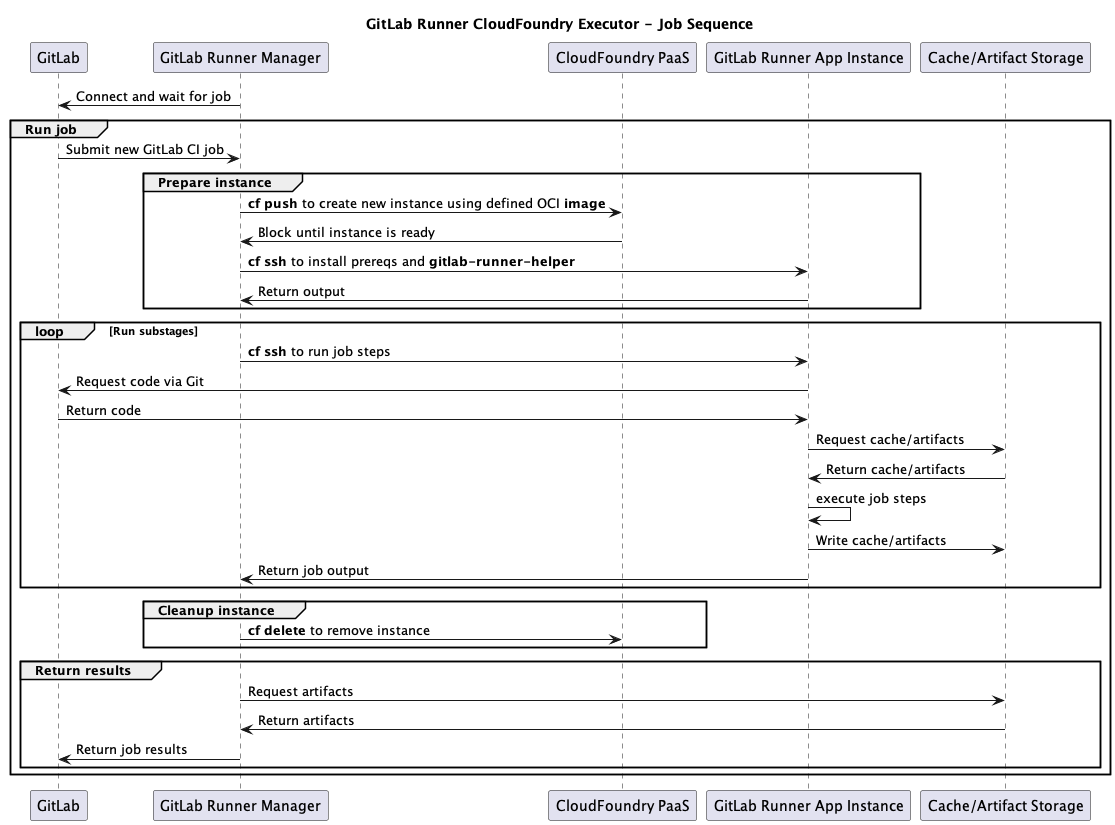 GitLab Runner CloudFoundry Executor - Job Sequence
GitLab
GitLab Runner Manager
CloudFoundry PaaS
GitLab Runner App Instance
Cache/Artifact Storage
Connect and wait for job
Run job
Submit new GitLab CI job
Prepare instance
cf push to create new instance using defined OCI image
Block until instance is ready
cf ssh to install prereqs and gitlab-runner-helper
Return output
loop [Run substages]
cf ssh to run job steps
Request code via Git
Return code
Request cache/artifacts
Return cache/artifacts
execute job steps
Write cache/artifacts
Return job output
Cleanup instance
cf delete to remove instance
Return results
Request artifacts
Return artifacts
Return job results
GitLab
GitLab Runner Manager
CloudFoundry PaaS
GitLab Runner App Instance
Cache/Artifact Storage